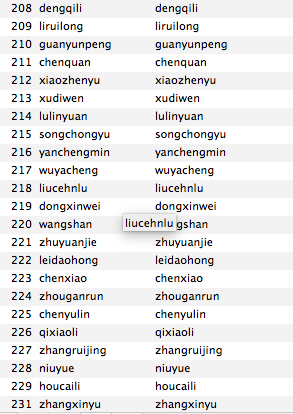 208 dengqili dengqili
209 liruilong liruilong
210 guanyunpeng guanyunpeng
211 chenquan chenquan
212 xiaozhenyu xiaozhenyu
213 xudiwen xudiwen
214 lulinyuan lulinyuan
215 songchongyu songchongyu
216 yanchengmin yanchengmin
217 wuyacheng wuyacheng
218 liucehnlu liucehnlu
219 dongxinwei dongxinwei
220 wangshan liucehnlu gshan
221 zhuyuanjie zhuyuanjie
222 leidaohong leidaohong
223 chenxiao chenxiao
224 zhouganrun zhouganrun
225 chenyulin chenyulin
226 qixiaoli qixiaoli
227 zhangruijing zhangruijing
228 niuyue niuyue
229 houcaili houcaili
231 zhangxinyu zhangxinyu